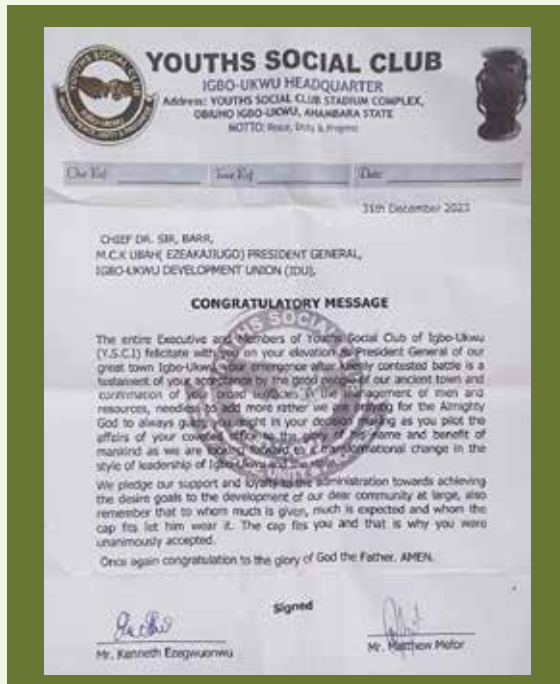 YOUTHS SOCIAL CLUB
IGBO-UKWU HEADQUARTER
Address: YOUTHS SOCIAL CLUB STADIUM COMPLEX,
OBIUNO IGBO-UKWU, ANAMBARA STATE
MOTTO: Peace, Unity & Progress
Our Ref Your Ref Date
31th December 2023
CHIEF DR. SIR, BARR,
M.C.K UBAH( EZEAKAJIUGO) PRESIDENT GENERAL,
IGBO-UKWU DEVELOPMENT UNION (IDU),
CONGRATULATORY MESSAGE
The entire Executive and Members of Youths Social Club of Igbo-Ukwu
(Y.S.C.I) felicitate with you on your elevation as President General of our
great town Igbo-Ukwu. Your emergence after keenly contested battle is a
testament of your acceptance by the good people of our ancient town and
confirmation of your broad in the management of men and
resources, needless to add more rather we are praying for the Almighty
God to always guide you in your decision making as you pilot the
affairs of your coveted office to the glory of his name and benefit of
mankind as we are looking forward to a transformational change in the
style of leadership of Igbo-Ukwu and
We pledge our support and loyalty to the administration towards achieving
the desire goals to the development of our dear community at large, also
remember that to whom much is given, much is expected and whom the
cap fits let him wear it. The cap fits you and that is why you were
unanimously accepted.
Once again congratulation to the glory of God the Father. AMEN.
Signed
Mr. Kenneth Ezegwuonwu
Mr. Matthew Mefor